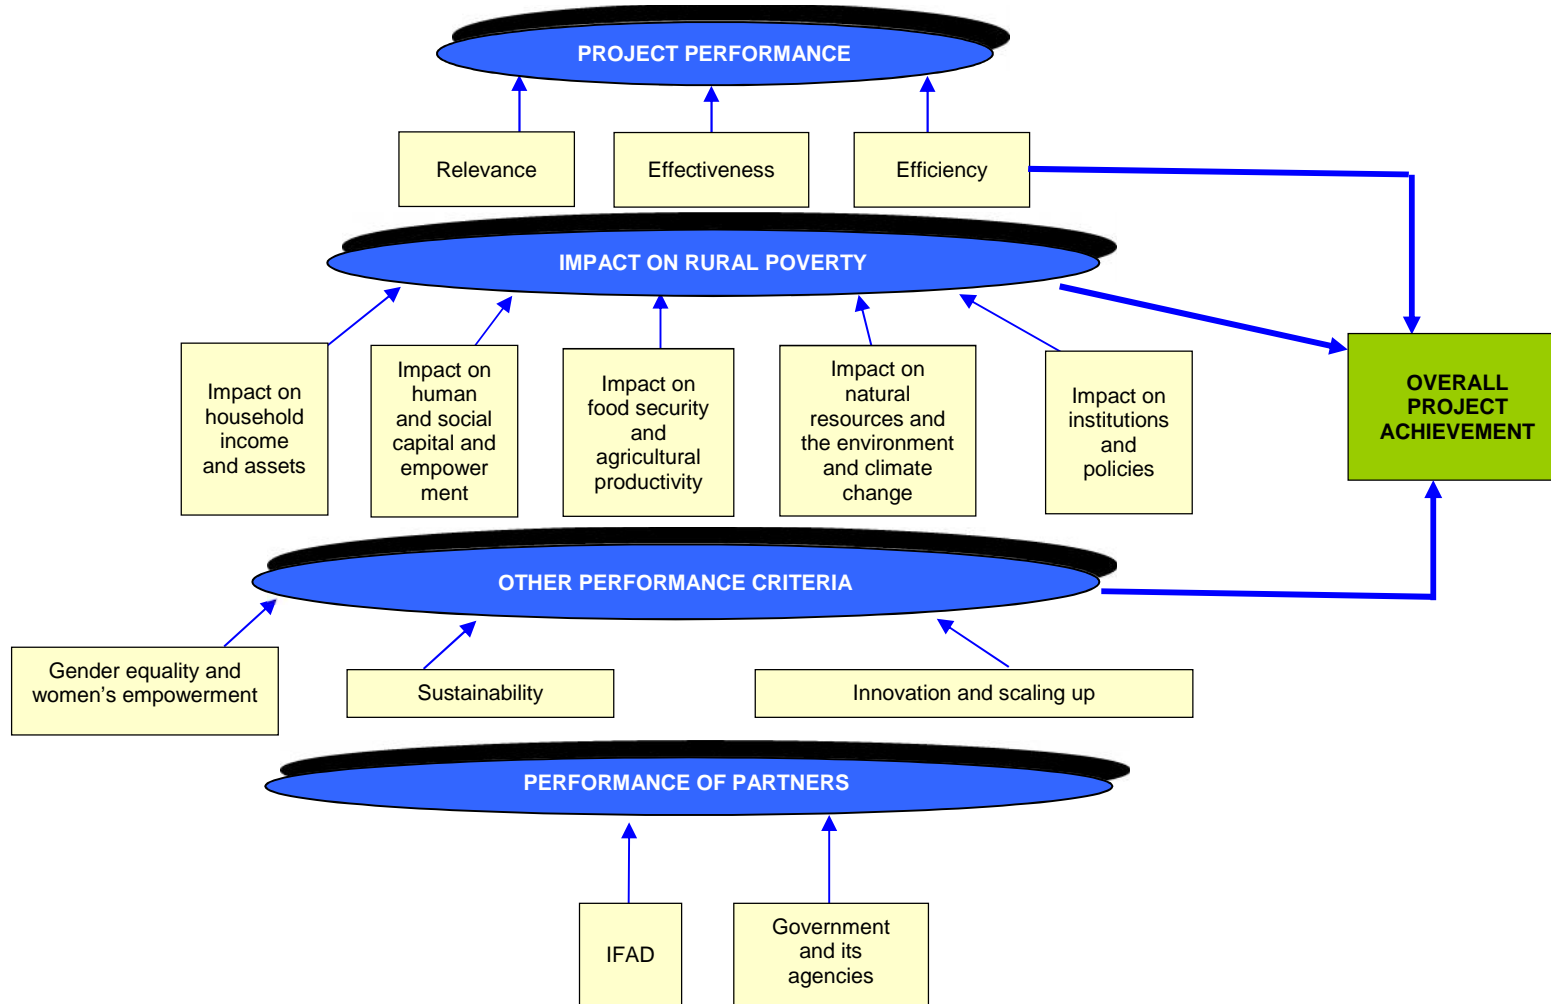 PROJECT PERFORMANCE
Relevance
Effectiveness
Efficiency
IMPACT ON RURAL POVERTY
Impact on
household
income
and assets
Impact on
human
and social
capital and
empower
ment
Impact on
food security
and
agricultural
productivity
Impact on
natural
resources and
the environment
and climate
change
Impact on
institutions
and
policies
OVERALL
PROJECT
ACHIEVEMENT
OTHER PERFORMANCE CRITERIA
Gender equality and
women’s empowerment
Sustainability
Innovation and scaling up
PERFORMANCE OF PARTNERS
IFAD
Government
and its
agencies